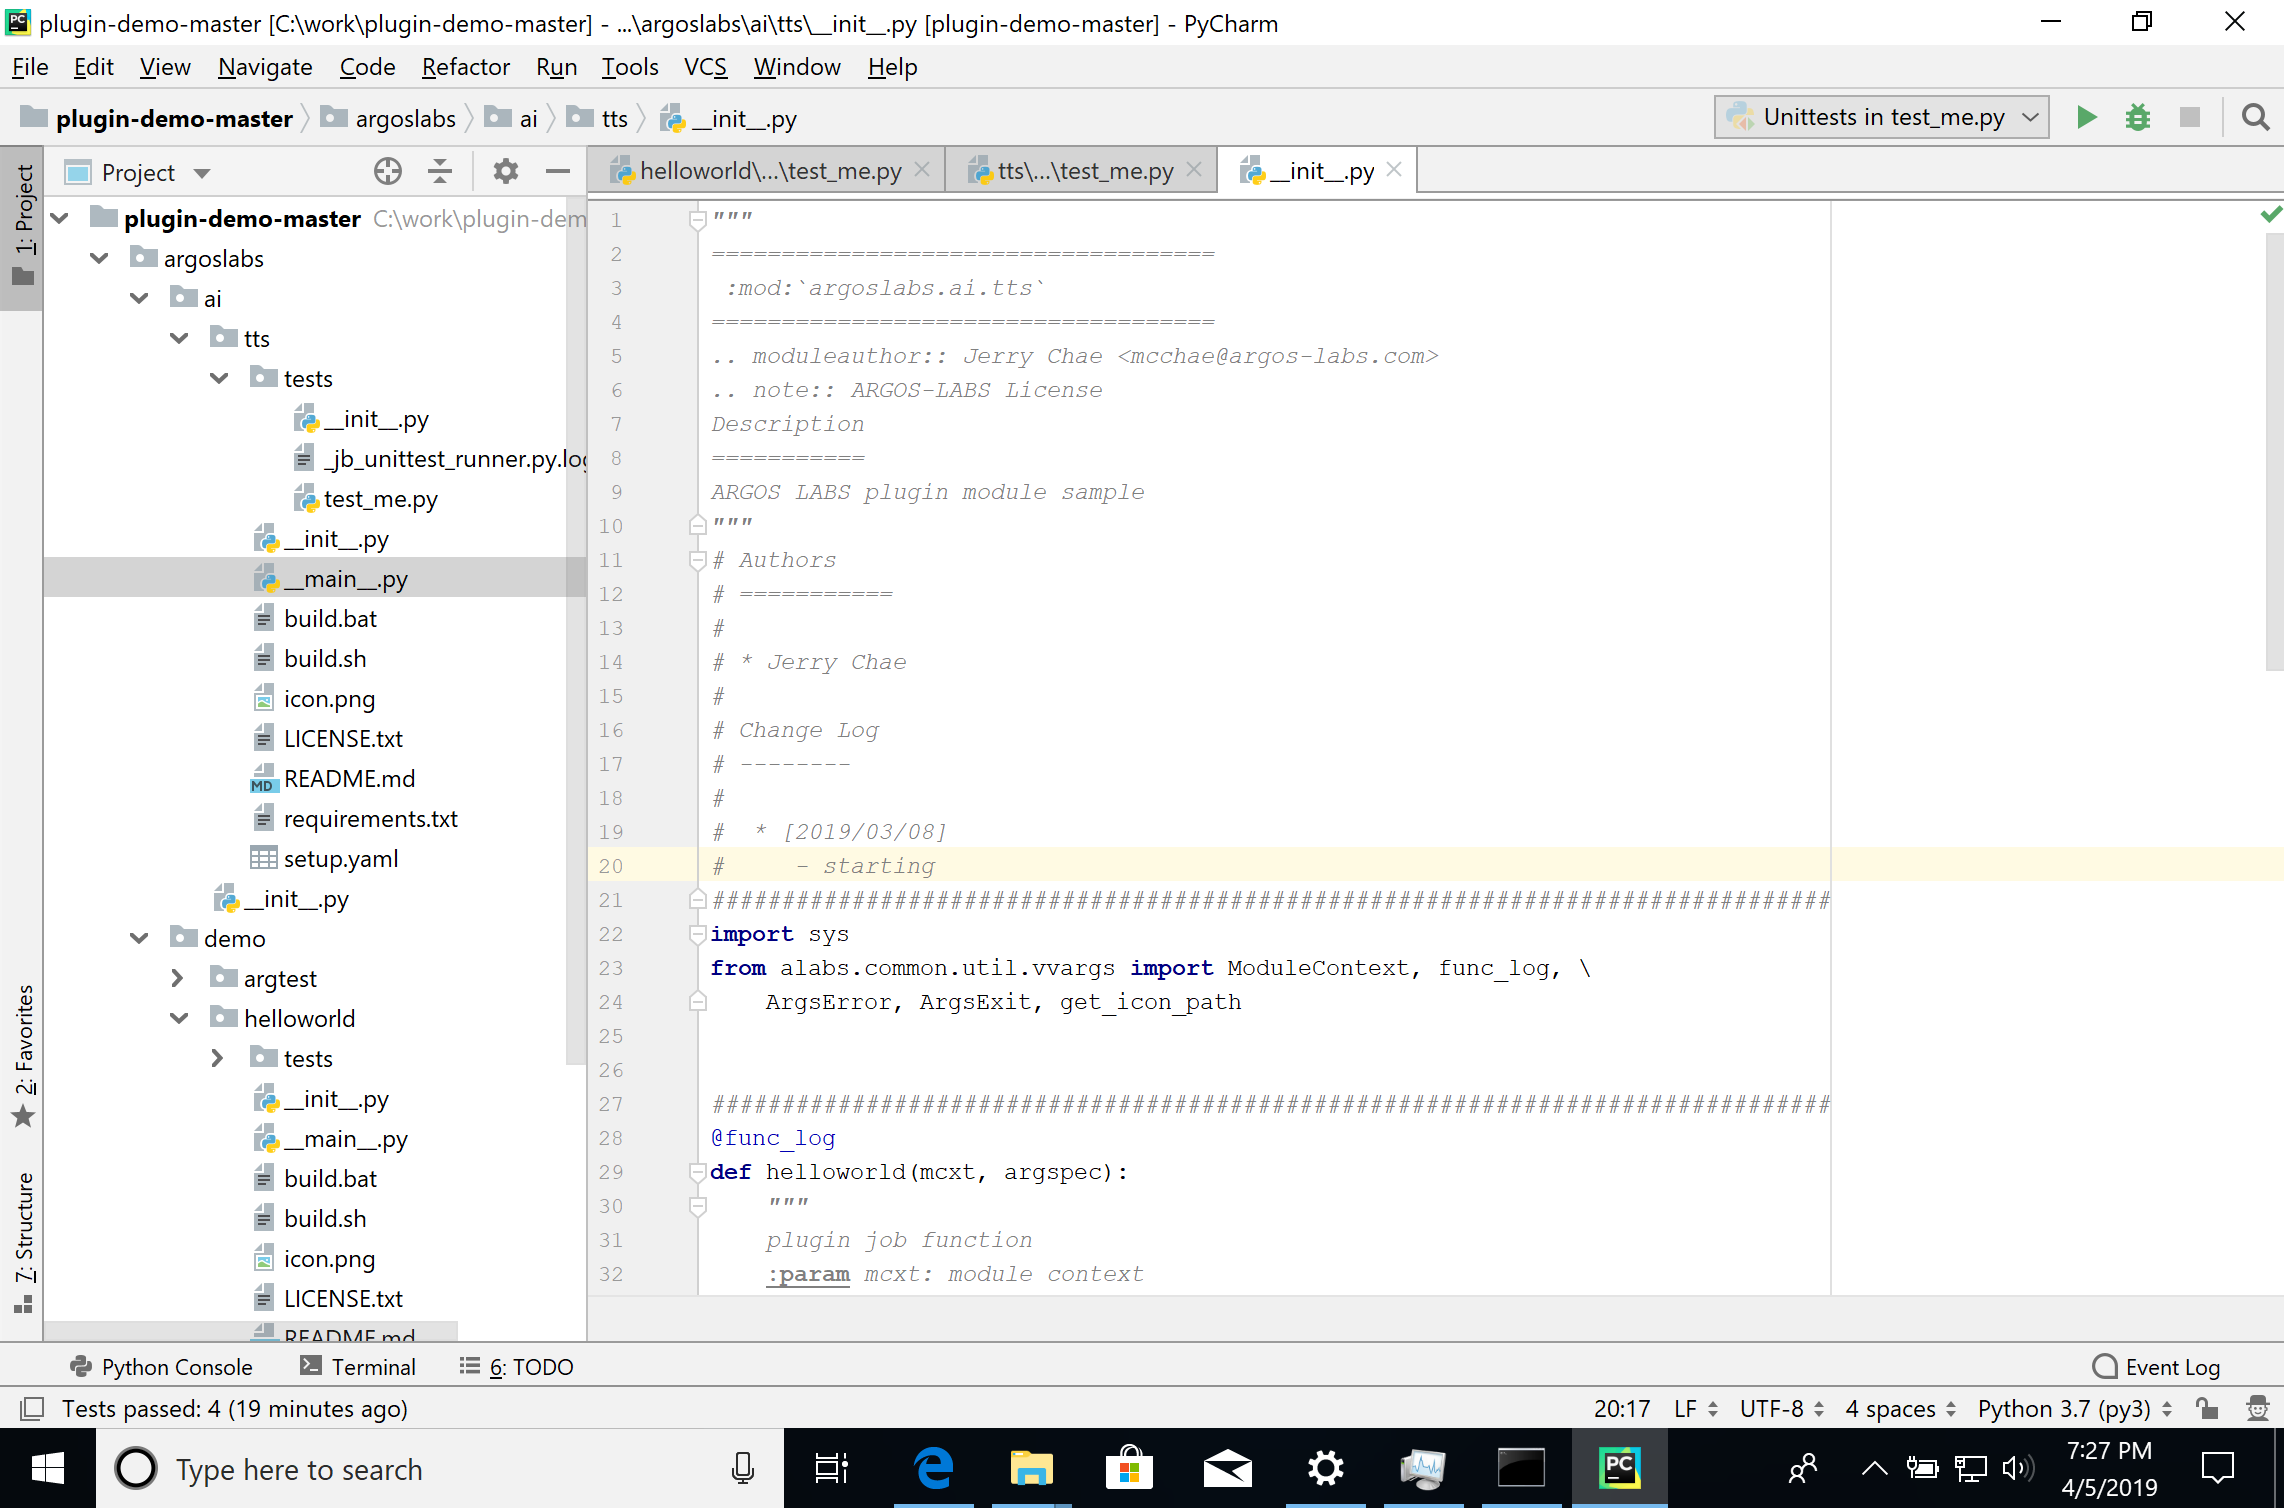 plugin-demo-master [C:\work\plugin-demo-master] - ...\argoslabs\ai\tts\__init__.py [plugin-demo-master] - PyCharm
File Edit View Navigate Code Refactor Run Tools VCS Window Help
plugin-demo-master argoslabs ai tts __init__.py Unittests in test_me.py
1: Project
Project
helloworld\...\test_me.py tts\...\test_me.py __init__.py
plugin-demo-master C:\work\plugin-dem
argoslabs
ai
tts
tests
__init__.py
_jb_unittest_runner.py.log
test_me.py
__init__.py
__main__.py
build.bat
build.sh
icon.png
LICENSE.txt
README.md
requirements.txt
setup.yaml
__init__.py
demo
argtest
helloworld
tests
__init__.py
__main__.py
build.bat
build.sh
icon.png
LICENSE.txt
README.md
2: Favorites
7: Structure
1 """
2 ====================================
3 :mod:`argoslabs.ai.tts`
4 ====================================
5 .. moduleauthor:: Jerry Chae <mcchae@argos-labs.com>
6 .. note:: ARGOS-LABS License
7 Description
8 ===========
9 ARGOS LABS plugin module sample
10 """
11 # Authors
12 # ===========
13 #
14 # * Jerry Chae
15 #
16 # Change Log
17 # --------
18 #
19 #  * [2019/03/08]
20 #     - starting
21 ################################################################################
22 import sys
23 from alabs.common.util.vvargs import ModuleContext, func_log, \
24     ArgsError, ArgsExit, get_icon_path
25
26
27 ################################################################################
28 @func_log
29 def helloworld(mcxt, argspec):
30     """
31     plugin job function
32     :param mcxt: module context
Python Console Terminal 6: TODO Event Log
Tests passed: 4 (19 minutes ago) 20:17 LF UTF-8 4 spaces Python 3.7 (py3)
Type here to search
PC
7:27 PM
4/5/2019